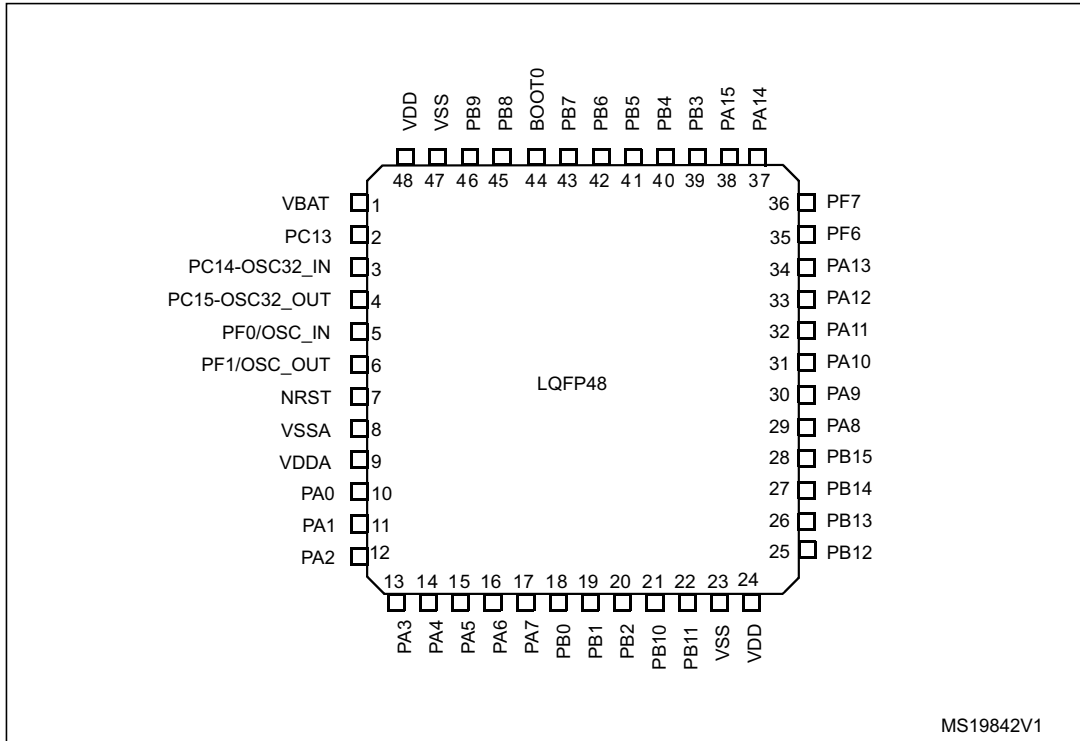 VDD
VSS
PB9
PB8
BOOT0
PB7
PB6
PB5
PB4
PB3
PA15
PA14
48 47 46 45 44 43 42 41 40 39 38 37
VBAT 1
PC13 2
PC14-OSC32_IN 3
PC15-OSC32_OUT 4
PF0/OSC_IN 5
PF1/OSC_OUT 6
NRST 7
VSSA 8
VDDA 9
PA0 10
PA1 11
PA2 12
LQFP48
36 PF7
35 PF6
34 PA13
33 PA12
32 PA11
31 PA10
30 PA9
29 PA8
28 PB15
27 PB14
26 PB13
25 PB12
13 14 15 16 17 18 19 20 21 22 23 24
PA3
PA4
PA5
PA6
PA7
PB0
PB1
PB2
PB10
PB11
VSS
VDD
MS19842V1